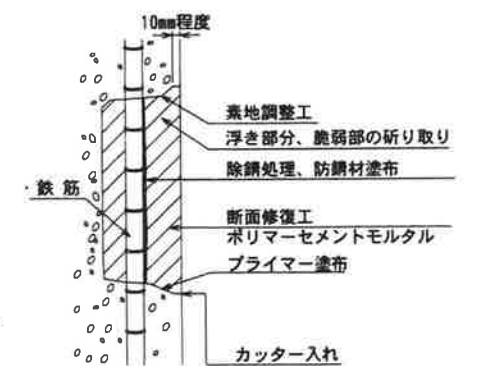 10mm程度
素地調整工
浮き部分、脆弱部の斫り取り
除錆処理、防錆材塗布
鉄筋
断面修復工
ポリマーセメントモルタル
プライマー塗布
カッター入れ